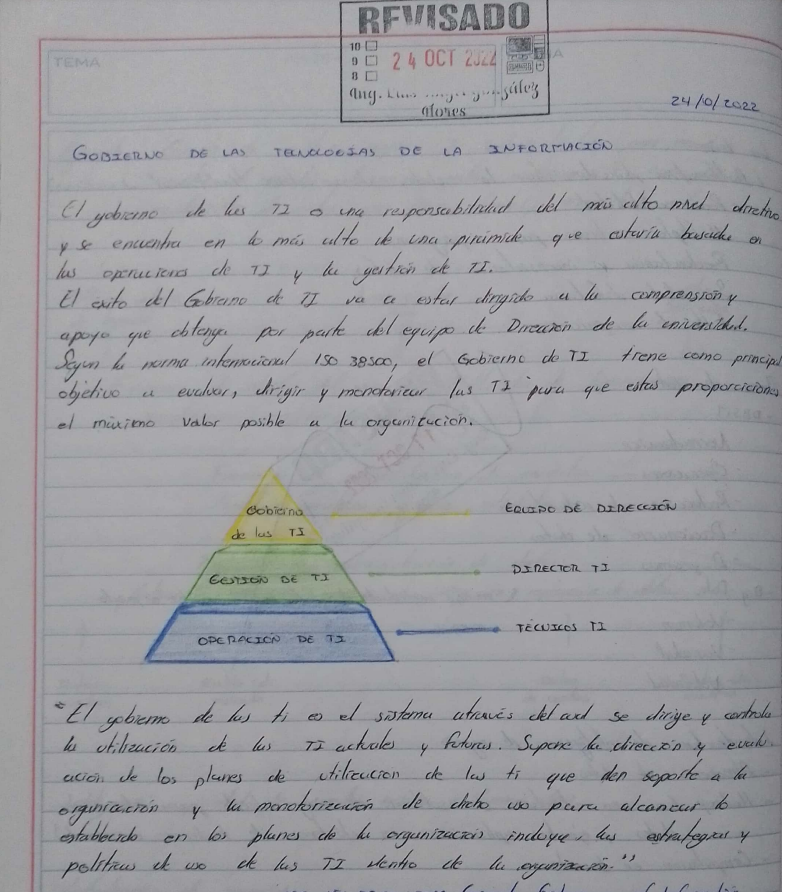 REVISADO
10
9
8
24 OCT 2022
Ing.
González
Flores
TEMA
24/0/2022
GOBIERNO DE LAS TECNOLOGIAS DE LA INFORMACIÓN
El gobierno de las TI es una responsabilidad del más alto nivel directivo
y se encuentra en lo más alto de una piramide que estaría basada en
las operaciones de TI y la gestión de TI.
El éxito del Gobierno de TI va a estar dirigido a la comprensión y
apoyo que obtenga por parte del equipo de Dirección de la universidad.
Segun la norma internacional ISO 38500, el Gobierno de TI tiene como principal
objetivo a evaluar, dirigir y monotorizar las TI para que estas proporcionen
el máximo valor posible a la organización.
Gobierno
de las TI
EQUIPO DE DIRECCIÓN
GESTIÓN DE TI
DIRECTOR TI
OPERACIÓN DE TI
TÉCNICOS TI
"El gobierno de las ti es el sistema através del cual se dirige y controla
la utilización de las TI actuales y futuras. Supone la dirección y evalu
ación de los planes de utilización de las ti que den soporte a la
organización y la monotorización de dicho uso para alcanzar lo
establecido en los planes de la organización incluye, las estrategias y
políticas de uso de las TI dentro de la organización."